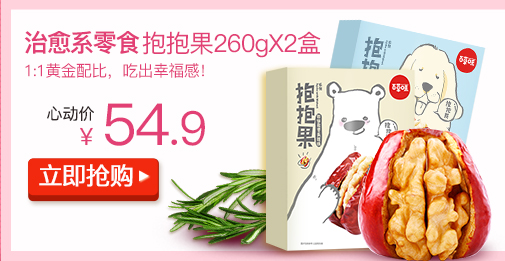 治愈系零食 抱抱果260gX2盒
1:1黄金配比，吃出幸福感！
心动价
¥ 54.9
立即抢购
抱抱果
百草味
抱抱果
百草味